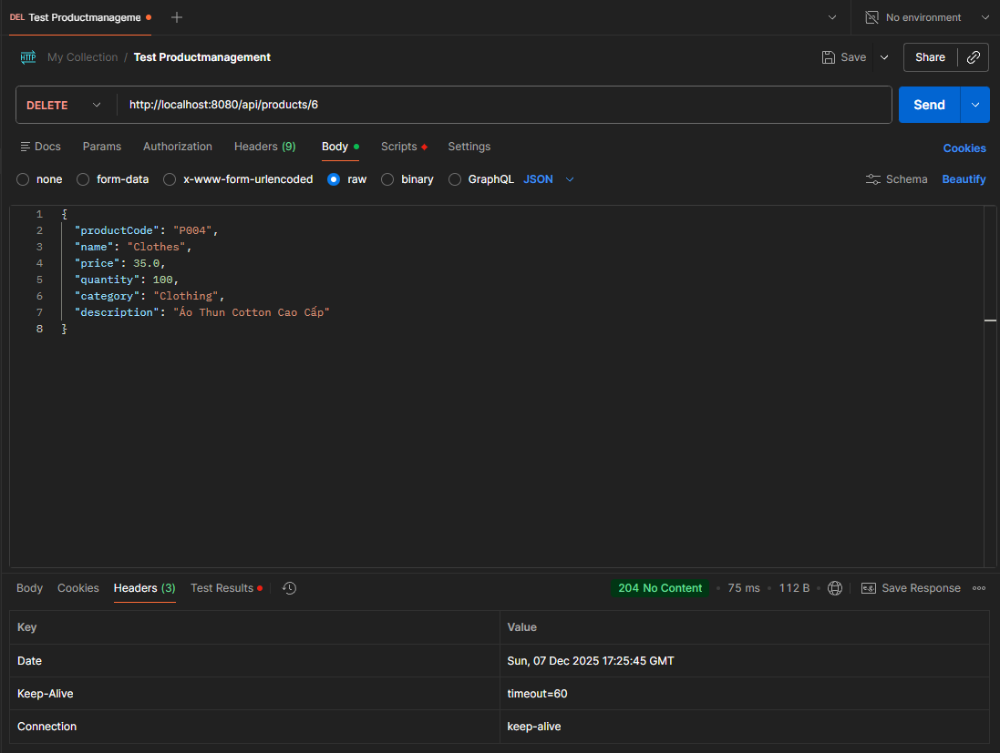 DEL Test Productmanageme
No environment
My Collection / Test Productmanagement
Save
Share
DELETE
http://localhost:8080/api/products/6
Send
Docs Params Authorization Headers (9) Body Scripts Settings
Cookies
none form-data x-www-form-urlencoded raw binary GraphQL JSON
Schema Beautify
1 {
2 "productCode": "P004",
3 "name": "Clothes",
4 "price": 35.0,
5 "quantity": 100,
6 "category": "Clothing",
7 "description": "Áo Thun Cotton Cao Cấp"
8 }
Body Cookies Headers (3) Test Results
204 No Content • 75 ms • 112 B • e.g. Save Response
Key Value
Date Sun, 07 Dec 2025 17:25:45 GMT
Keep-Alive timeout=60
Connection keep-alive